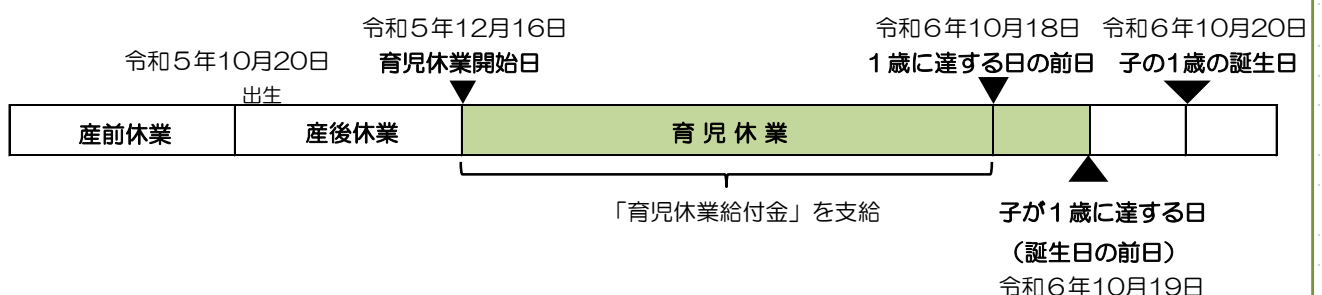 令和5年12月16日
令和6年10月18日
令和6年10月20日
令和5年10月20日
育児休業開始日
1歳に達する日の前日
子の1歳の誕生日
出生
産前休業
産後休業
育児休業
「育児休業給付金」を支給
子が1歳に達する日
（誕生日の前日）
令和6年10月19日